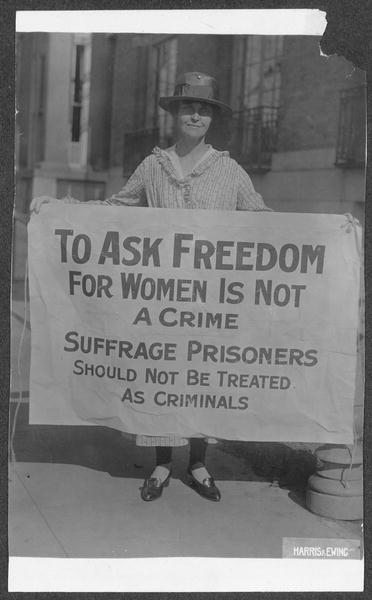 TO ASK FREEDOM
FOR WOMEN IS NOT
A CRIME
SUFFRAGE PRISONERS
SHOULD NOT BE TREATED
AS CRIMINALS
HARRIS & EWING